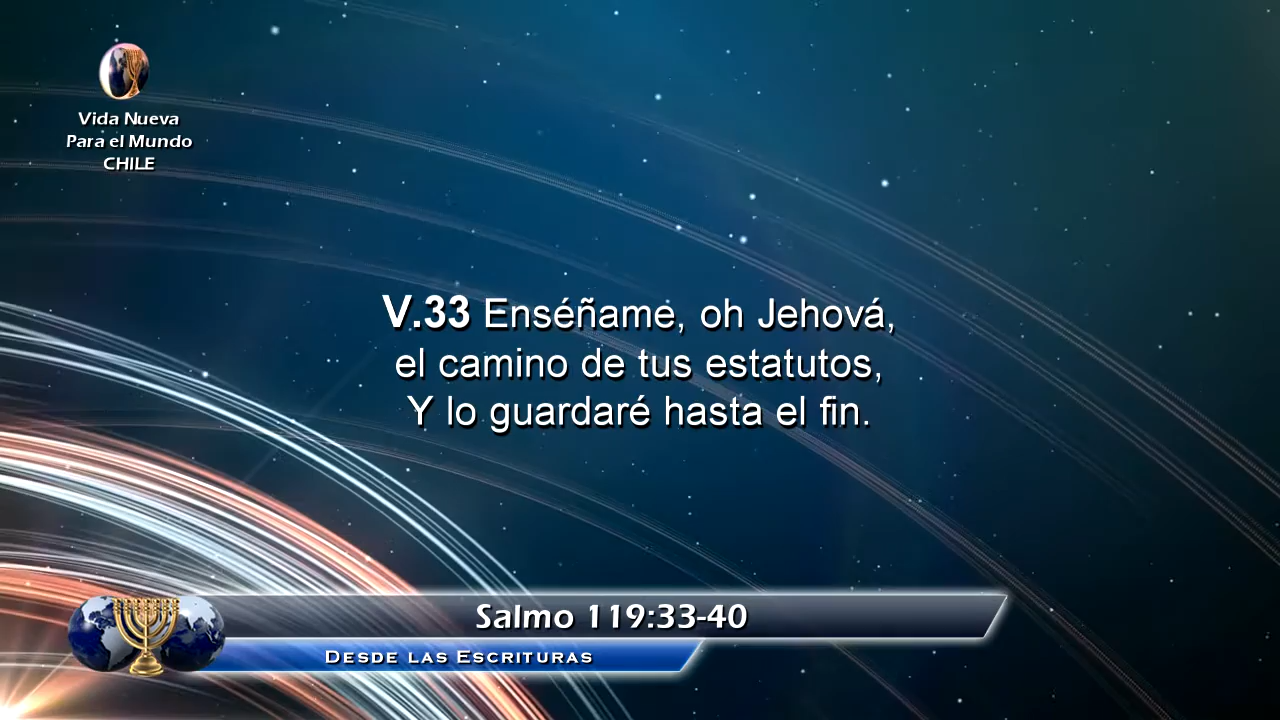 Vida Nueva
Para el Mundo
CHILE
V.33 Enséñame, oh Jehová,
el camino de tus estatutos,
Y lo guardaré hasta el fin.
Salmo 119:33-40
Desde las Escrituras